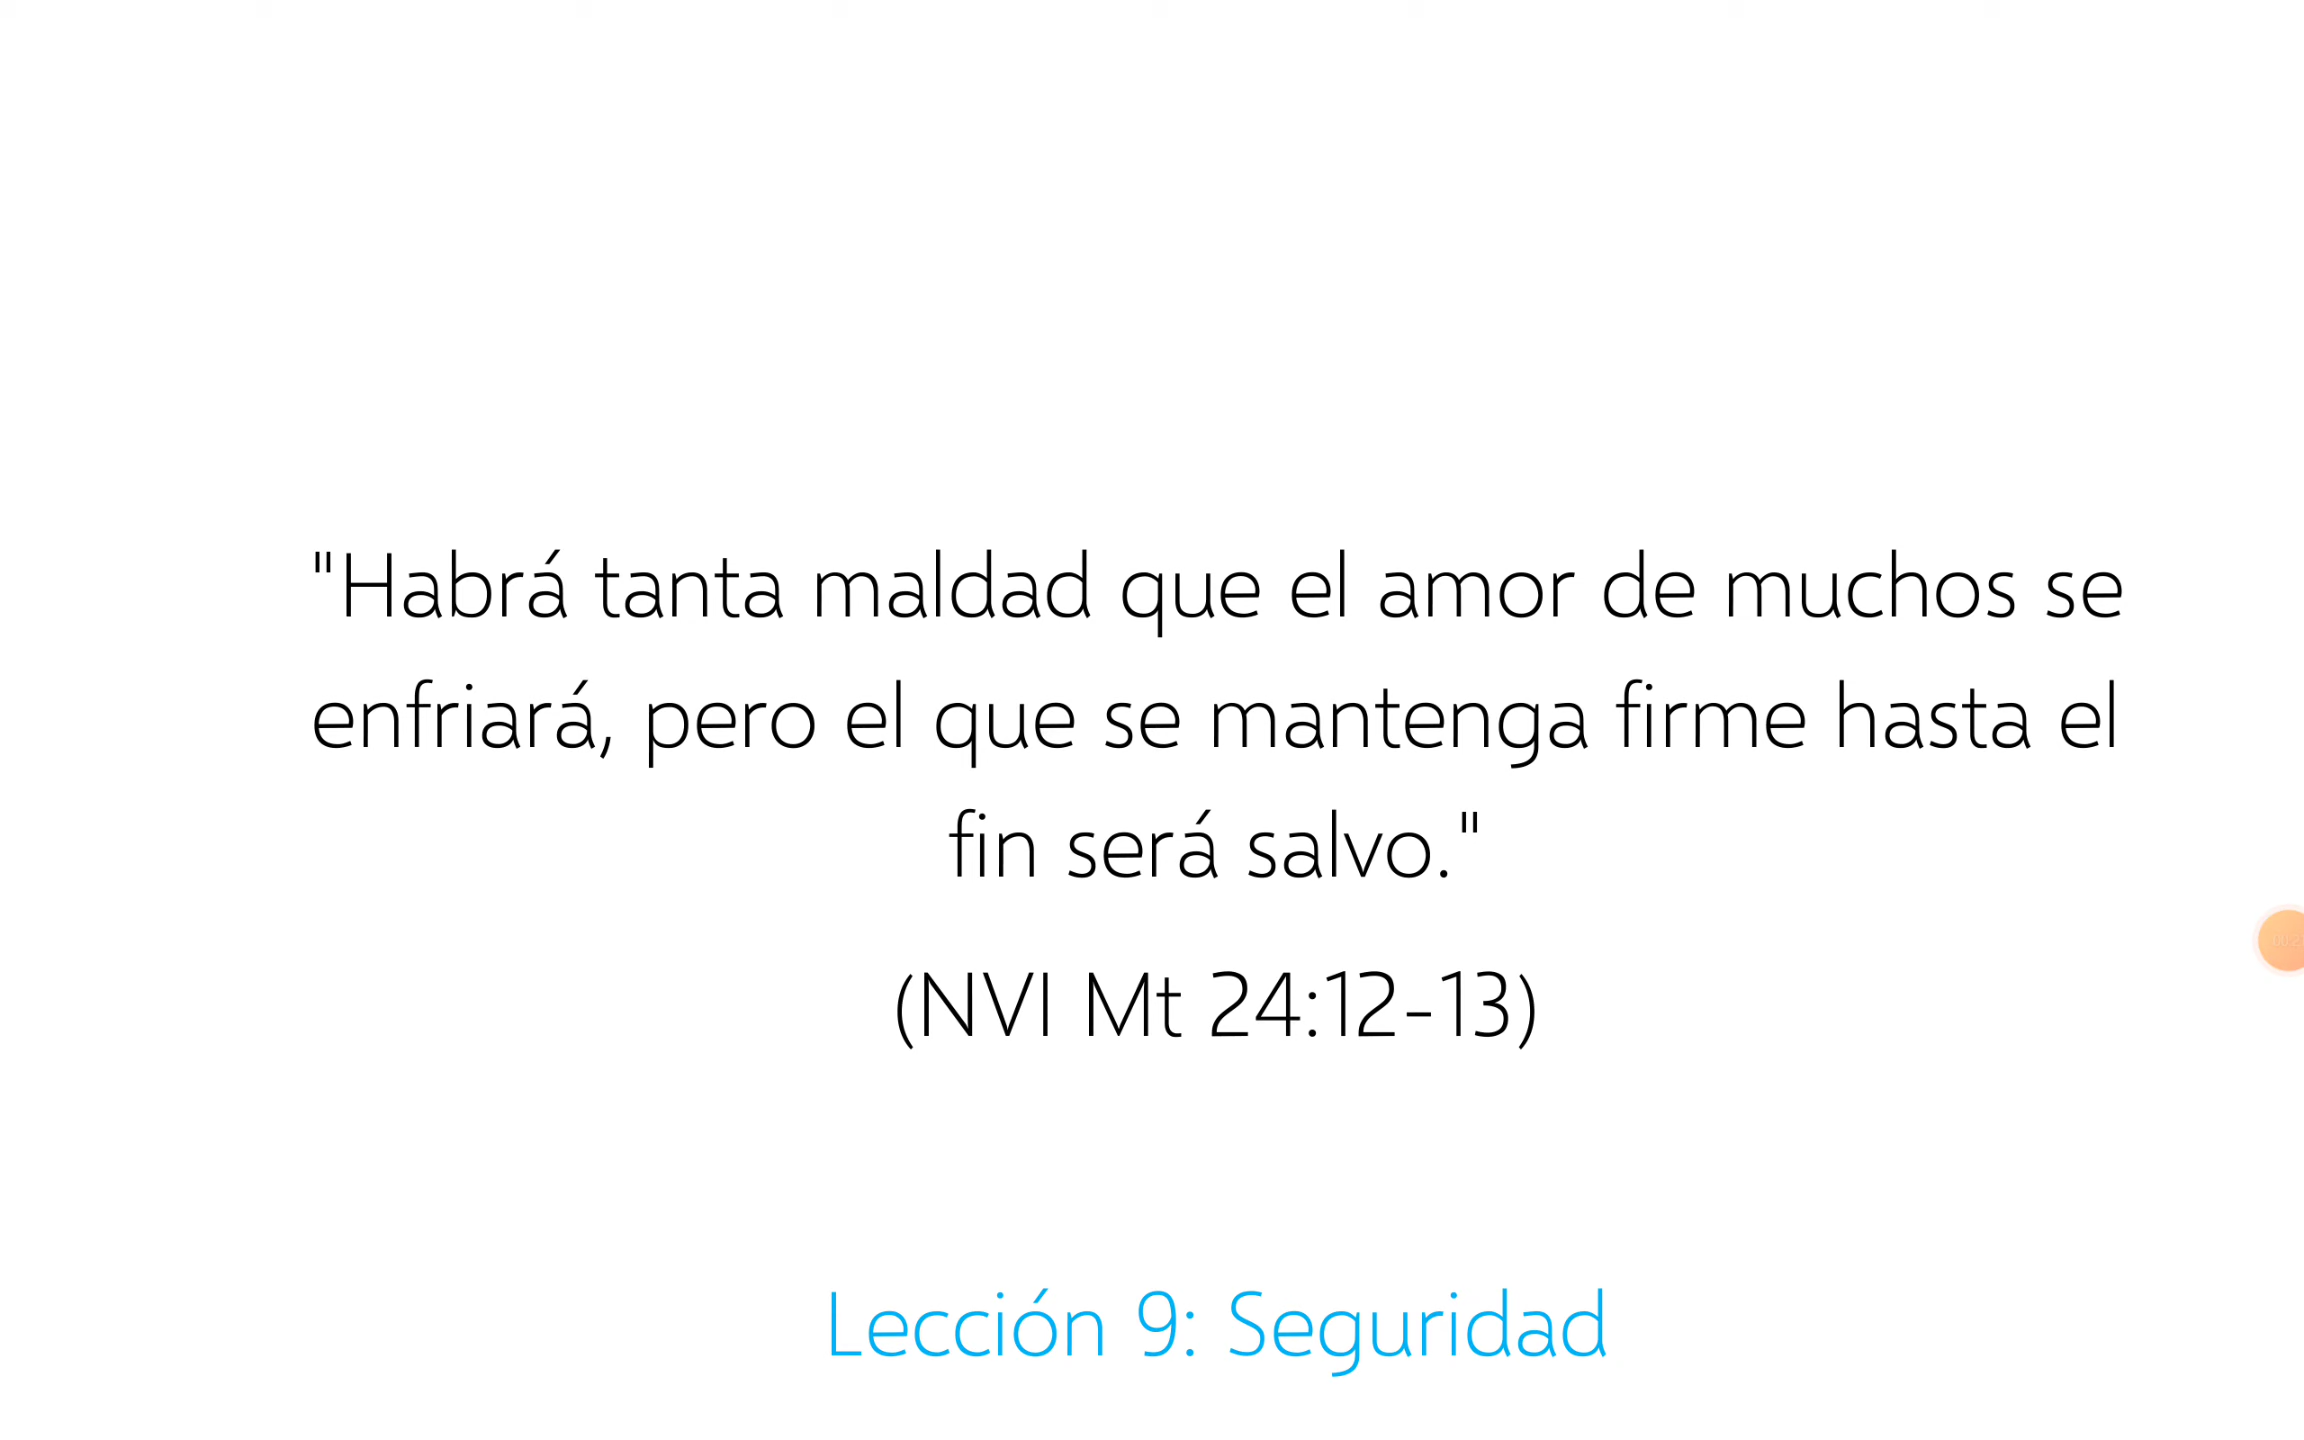 "Habrá tanta maldad que el amor de muchos se
enfriará, pero el que se mantenga firme hasta el
fin será salvo."
(NVI Mt 24:12-13)
Lección 9: Seguridad